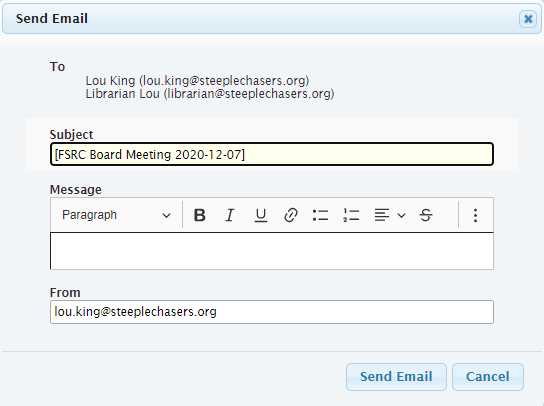 Send Email
To
Lou King (lou.king@steeplechasers.org)
Librarian Lou (librarian@steeplechasers.org)
Subject
[FSRC Board Meeting 2020-12-07]
Message
Paragraph B I U S
From
lou.king@steeplechasers.org
Send Email Cancel